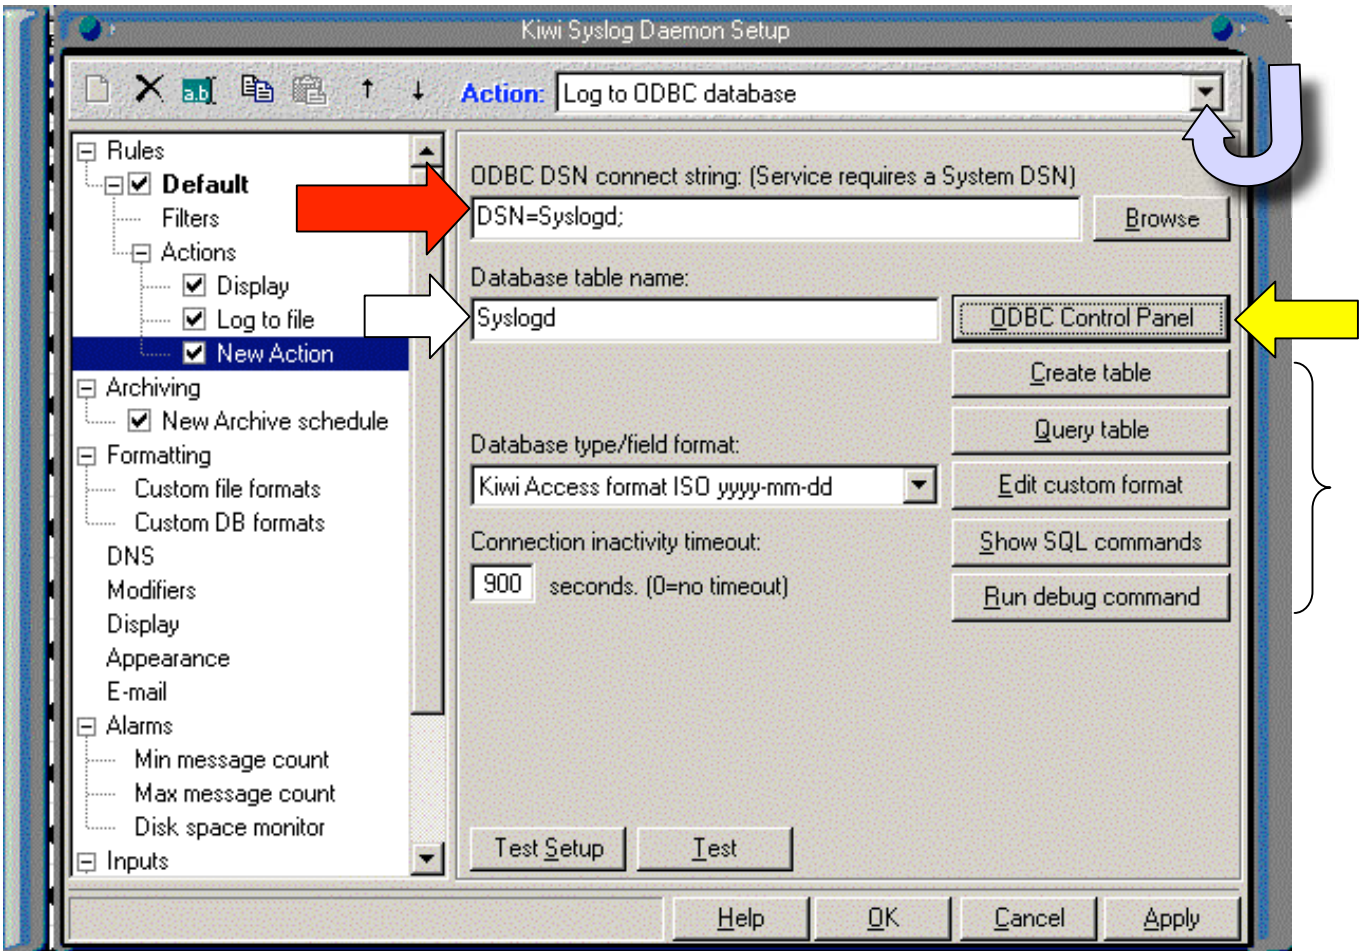 Kiwi Syslog Daemon Setup
a.b
Action: Log to ODBC database
Rules
Default
Filters
Actions
Display
Log to file
New Action
Archiving
New Archive schedule
Formatting
Custom file formats
Custom DB formats
DNS
Modifiers
Display
Appearance
E-mail
Alarms
Min message count
Max message count
Disk space monitor
Inputs
ODBC DSN connect string: (Service requires a System DSN)
DSN=Syslogd;
Browse
Database table name:
Syslogd
ODBC Control Panel
Create table
Query table
Database type/field format:
Kiwi Access format ISO yyyy-mm-dd
Edit custom format
Connection inactivity timeout:
Show SQL commands
900 seconds. (0=no timeout)
Run debug command
Test Setup
Test
Help
OK
Cancel
Apply